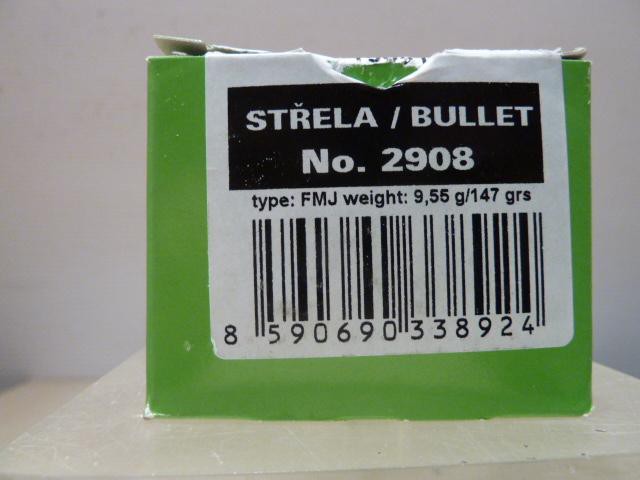 STŘELA / BULLET
No. 2908
type: FMJ weight: 9,55 g/147 grs
8 590690 338924